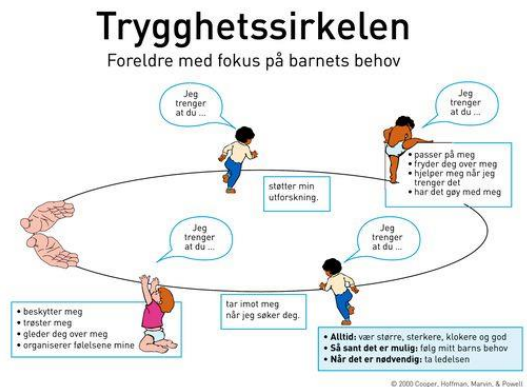 Trygghetssirkelen
Foreldre med fokus på barnets behov
Jeg
trenger
at du ...
støtter min
utforskning.
Jeg
trenger
at du ...
• passer på meg
• fryder deg over meg
• hjelper meg når jeg
trenger det
• har det gøy med meg
Jeg
trenger
at du ...
• beskytter meg
• trøster meg
• gleder deg over meg
• organiserer følelsene mine
Jeg
trenger
at du ...
tar imot meg
når jeg søker deg.
• Alltid: vær større, sterkere, klokere og god
• Så sant det er mulig: følg mitt barns behov
• Når det er nødvendig: ta ledelsen
© 2000 Cooper, Hoffman, Marvin, & Powell